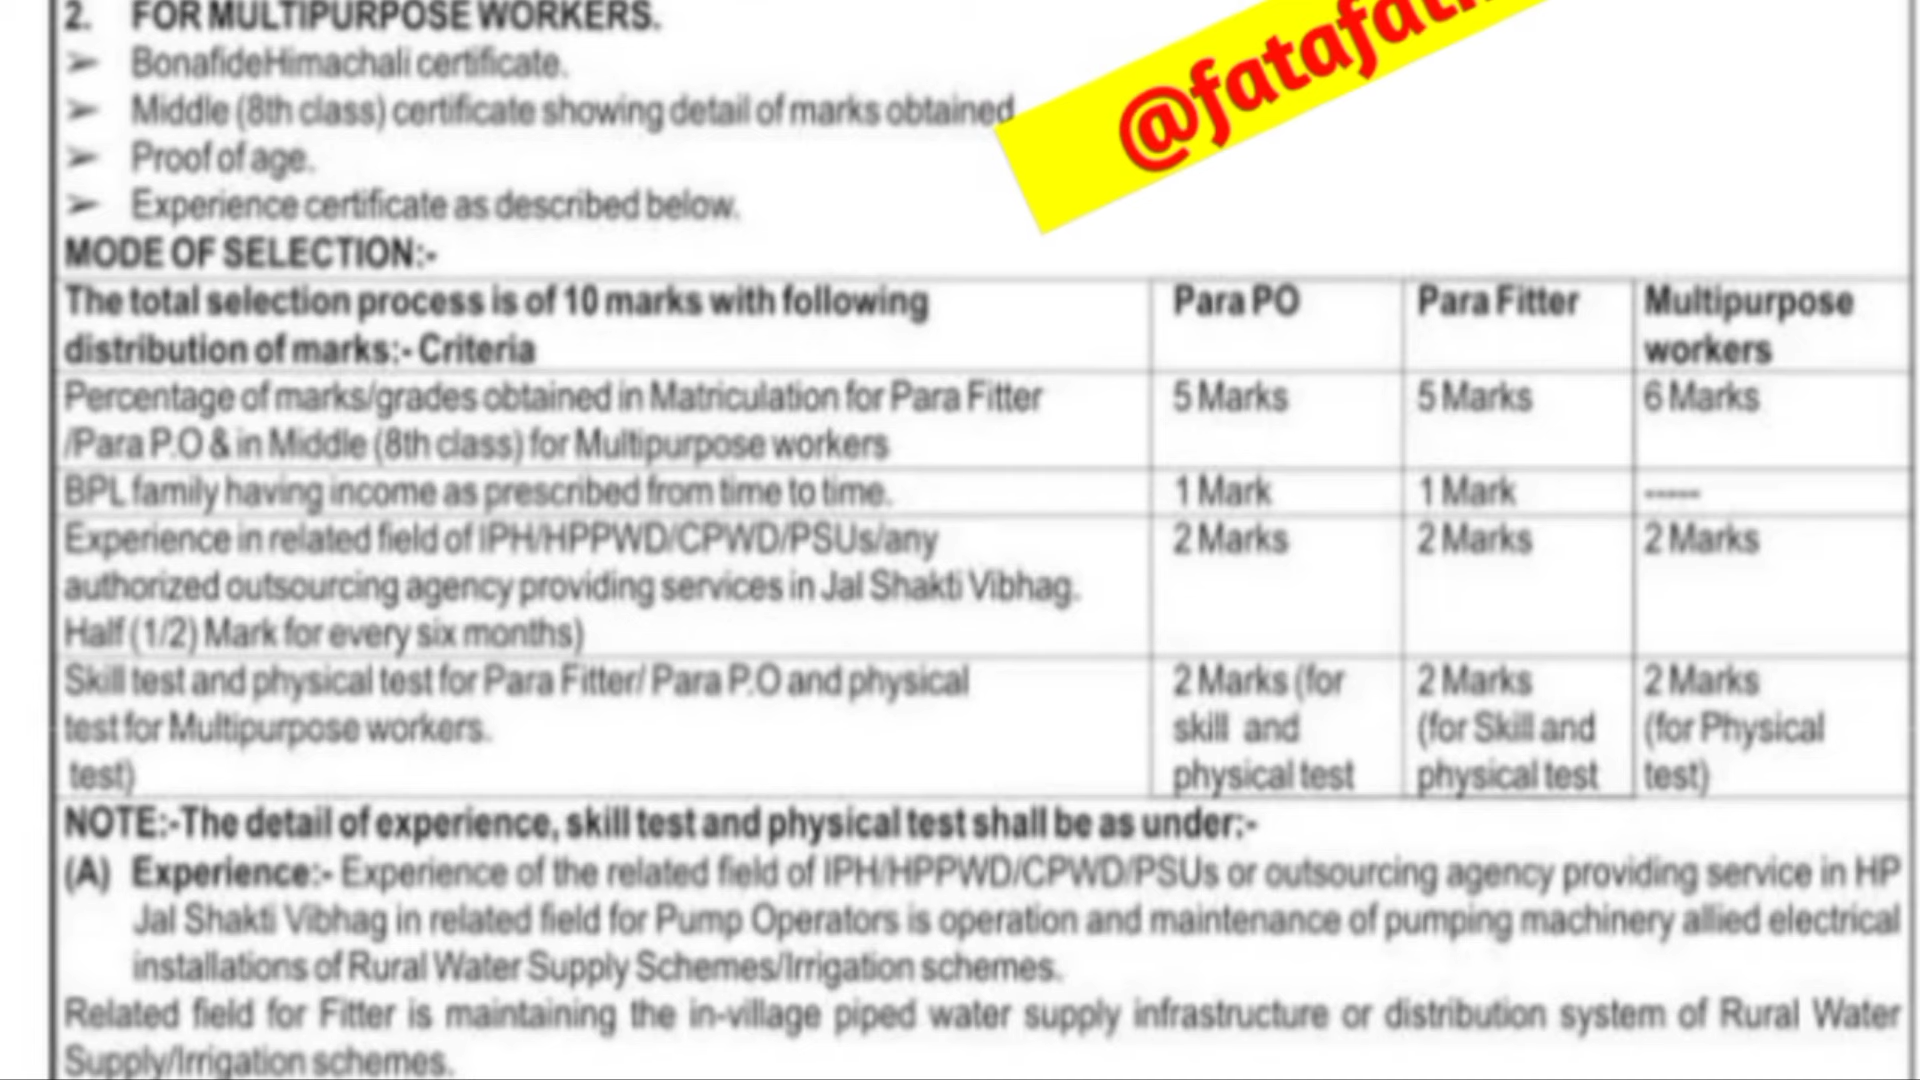 2. FOR MULTIPURPOSE WORKERS.
➢ BonafideHimachali certificate.
➢ Middle (8th class) certificate showing detail of marks obtained
➢ Proof of age.
➢ Experience certificate as described below.
@fatafat
MODE OF SELECTION:-
The total selection process is of 10 marks with following distribution of marks:- Criteria | Para PO | Para Fitter | Multipurpose workers
Percentage of marks/grades obtained in Matriculation for Para Fitter /Para P.O & in Middle (8th class) for Multipurpose workers | 5 Marks | 5 Marks | 6 Marks
BPL family having income as prescribed from time to time. | 1 Mark | 1 Mark | -----
Experience in related field of IPH/HPPWD/CPWD/PSUs/any authorized outsourcing agency providing services in Jal Shakti Vibhag. Half (1/2) Mark for every six months) | 2 Marks | 2 Marks | 2 Marks
Skill test and physical test for Para Fitter/ Para P.O and physical test for Multipurpose workers. test) | 2 Marks (for skill and physical test | 2 Marks (for Skill and physical test | 2 Marks (for Physical test)
NOTE:-The detail of experience, skill test and physical test shall be as under:-
(A) Experience:- Experience of the related field of IPH/HPPWD/CPWD/PSUs or outsourcing agency providing service in HP
Jal Shakti Vibhag in related field for Pump Operators is operation and maintenance of pumping machinery allied electrical
installations of Rural Water Supply Schemes/Irrigation schemes.
Related field for Fitter is maintaining the in-village piped water supply infrastructure or distribution system of Rural Water
Supply/Irrigation schemes.